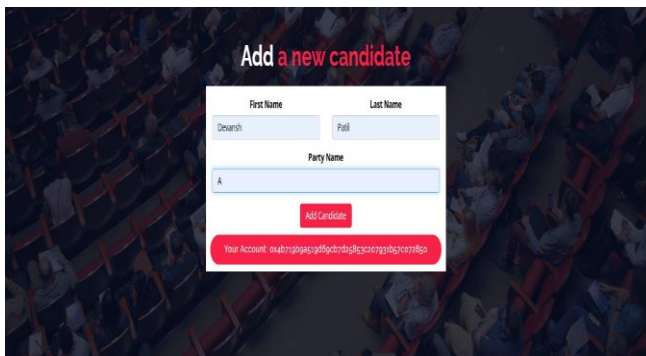 Add a new candidate
First Name Last Name
Devansh Patil
Party Name
A
Add Candidate
Your Account: